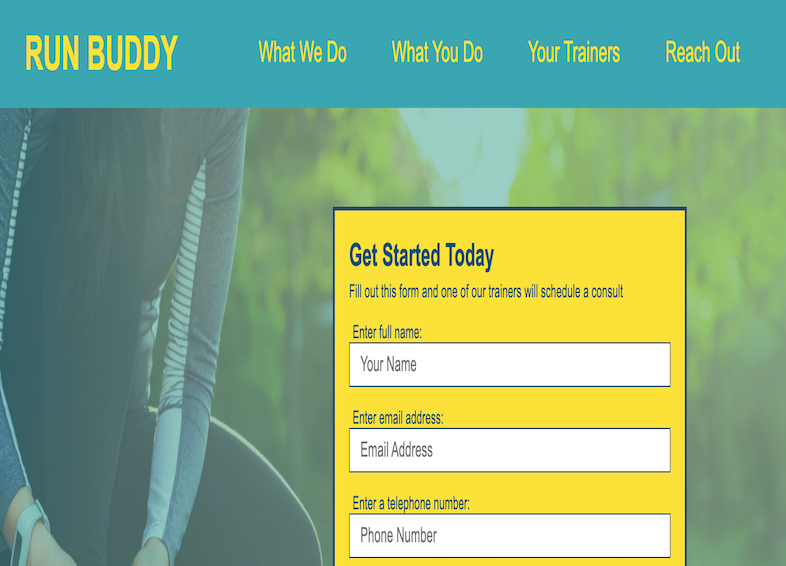 RUN BUDDY
What We Do
What You Do
Your Trainers
Reach Out
Get Started Today
Fill out this form and one of our trainers will schedule a consult
Enter full name:
Your Name
Enter email address:
Email Address
Enter a telephone number:
Phone Number